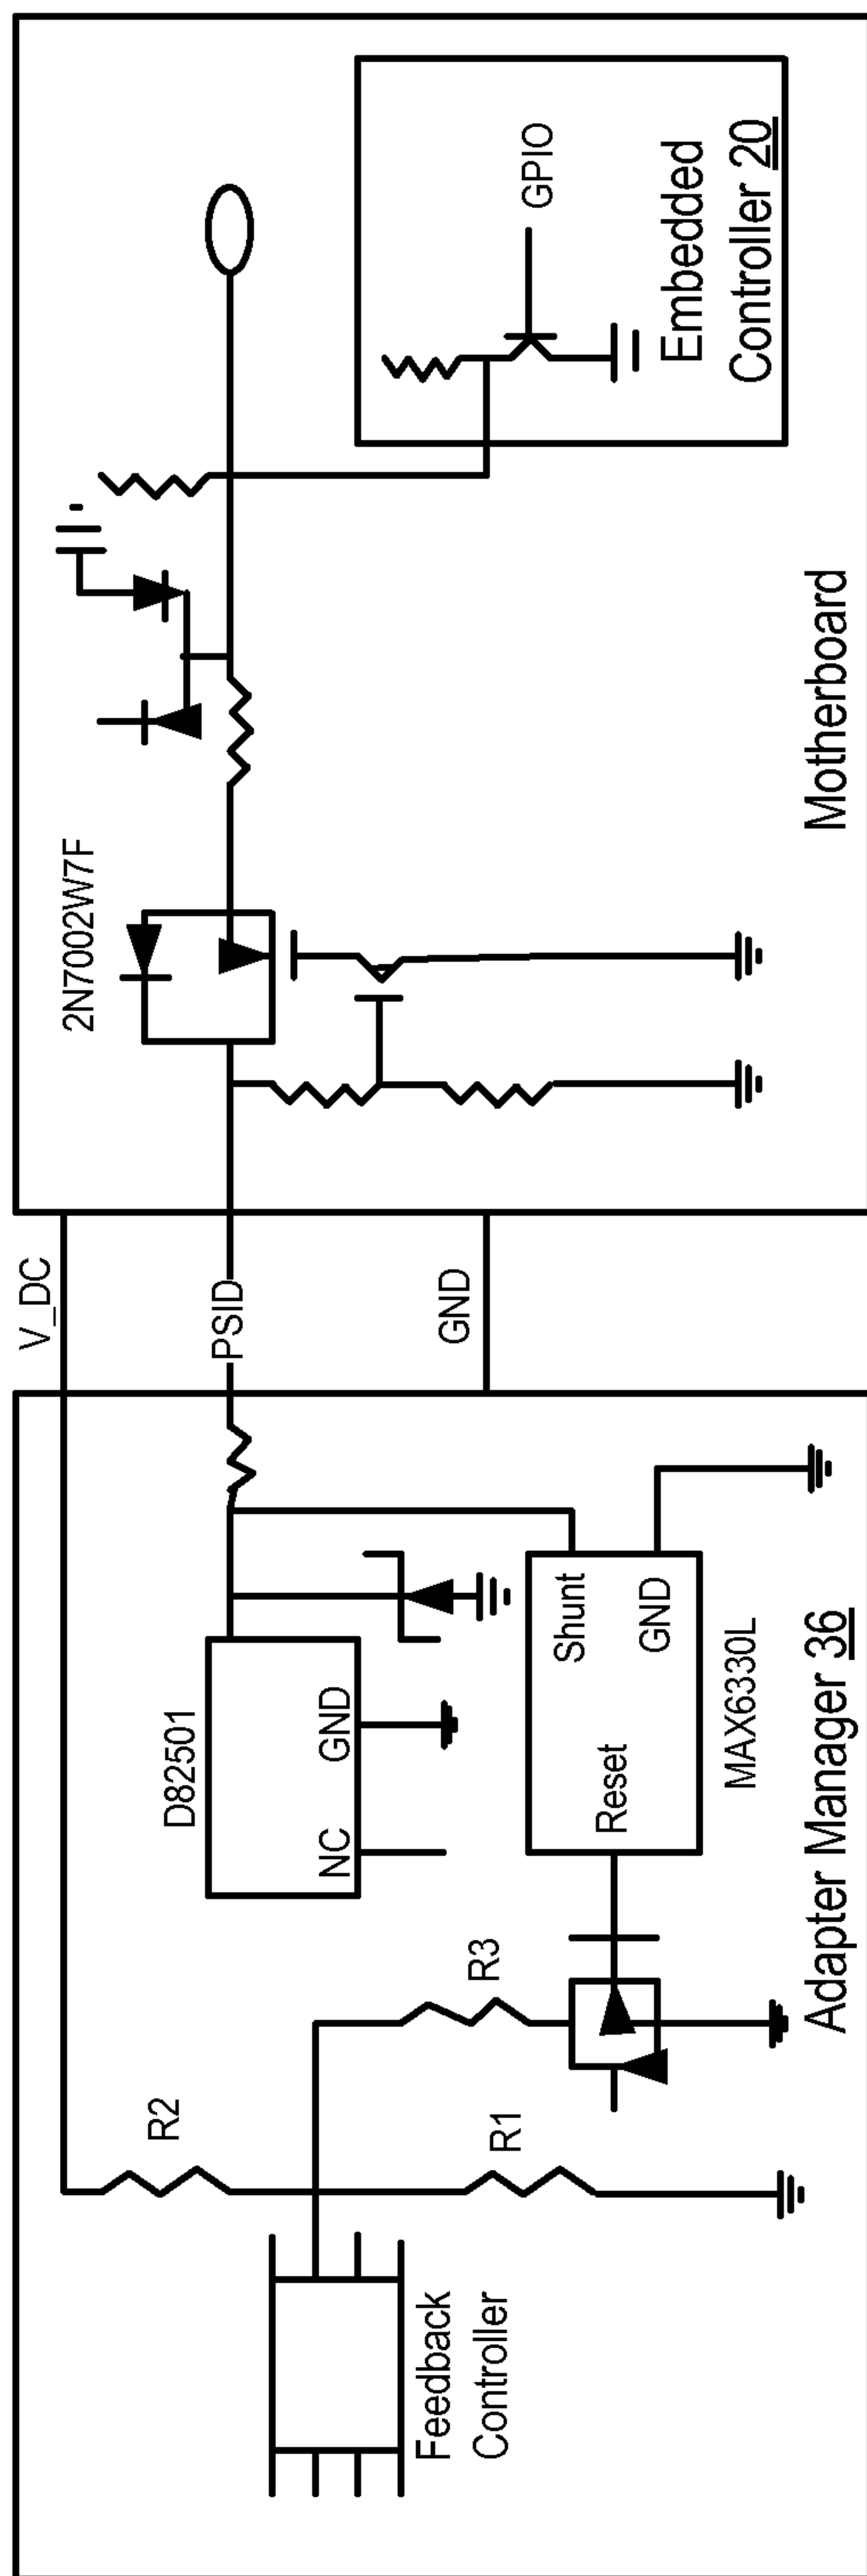 V_DC
PSID
GND
Feedback
Controller
R2
R1
R3
D82501
NC
GND
Reset
Shunt
GND
MAX6330L
Adapter Manager 36
2N7002W7F
GPIO
Embedded
Controller 20
Motherboard